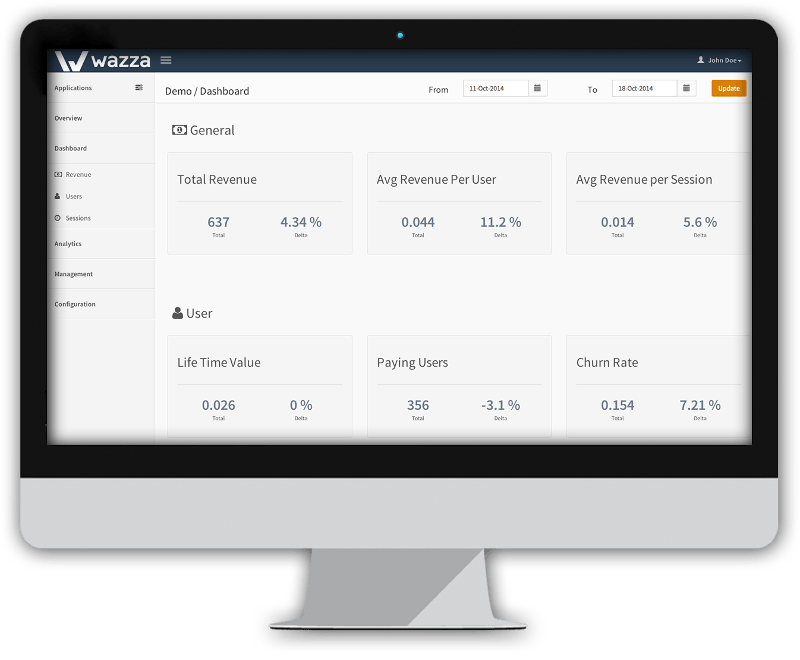 wazza
John Doe
Applications
Overview
Dashboard
Revenue
Users
Sessions
Analytics
Management
Configuration
Demo / Dashboard
From 11-Oct-2014 To 18-Oct-2014 Update
General
Total Revenue
637 4.34 %
Total Delta
Avg Revenue Per User
0.044 11.2 %
Total Delta
Avg Revenue per Session
0.014 5.6 %
Total Delta
User
Life Time Value
0.026 0 %
Total Delta
Paying Users
356 -3.1 %
Total Delta
Churn Rate
0.154 7.21 %
Total Delta